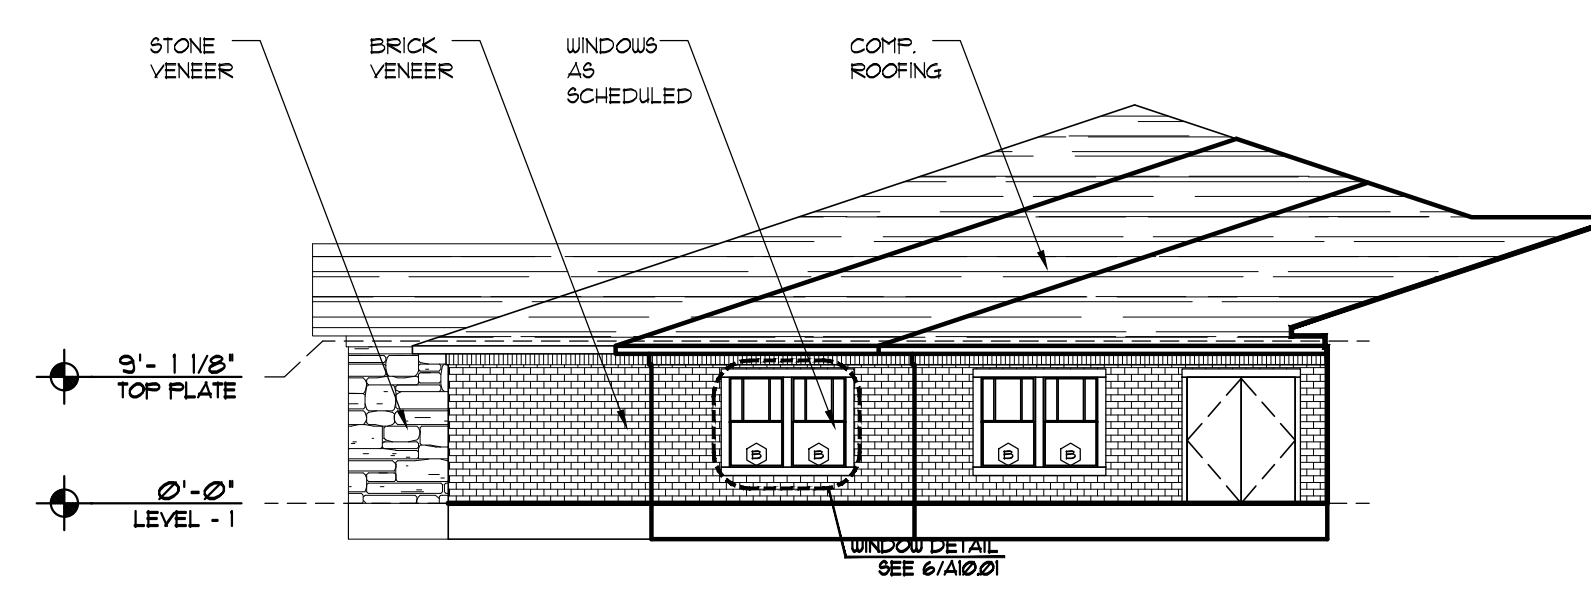 STONE
VENEER
BRICK
VENEER
WINDOWS
AS
SCHEDULED
COMP.
ROOFING
9'- 1 1/8"
TOP PLATE
0'-0"
LEVEL - 1
B
B
B
B
WINDOW DETAIL
SEE 6/A10.01